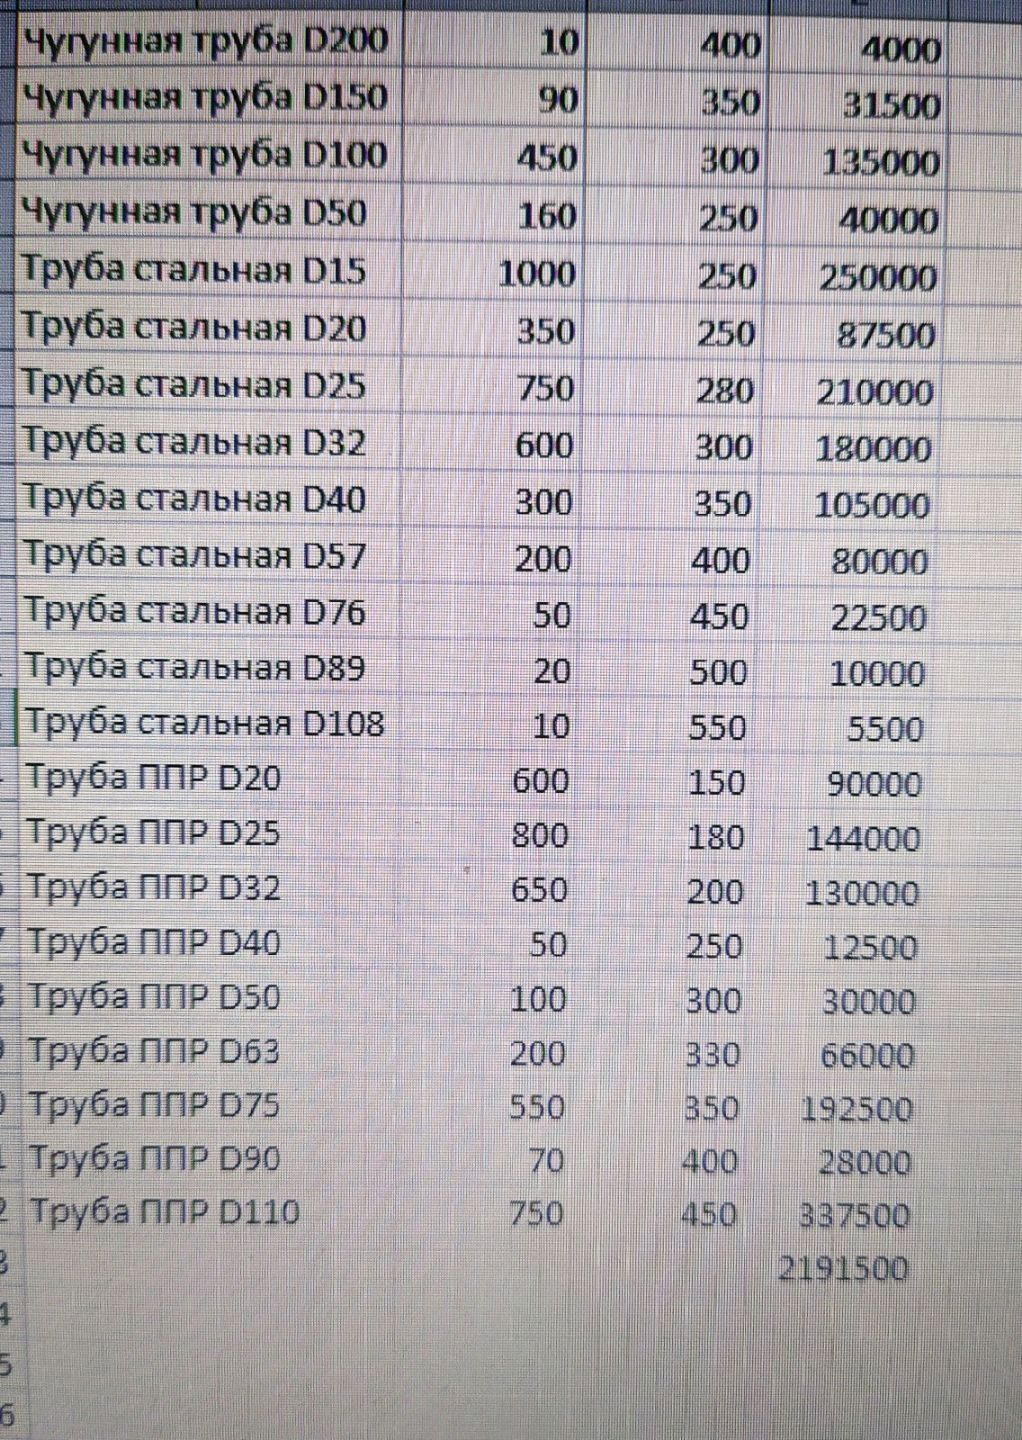 Чугунная труба D200 10 400 4000
Чугунная труба D150 90 350 31500
Чугунная труба D100 450 300 135000
Чугунная труба D50 160 250 40000
Труба стальная D15 1000 250 250000
Труба стальная D20 350 250 87500
Труба стальная D25 750 280 210000
Труба стальная D32 600 300 180000
Труба стальная D40 300 350 105000
Труба стальная D57 200 400 80000
Труба стальная D76 50 450 22500
Труба стальная D89 20 500 10000
Труба стальная D108 10 550 5500
Труба ППР D20 600 150 90000
Труба ППР D25 800 180 144000
Труба ППР D32 650 200 130000
Труба ППР D40 50 250 12500
Труба ППР D50 100 300 30000
Труба ППР D63 200 330 66000
Труба ППР D75 550 350 192500
Труба ППР D90 70 400 28000
2 Труба ППР D110 750 450 337500
3 2191500
4
5
6